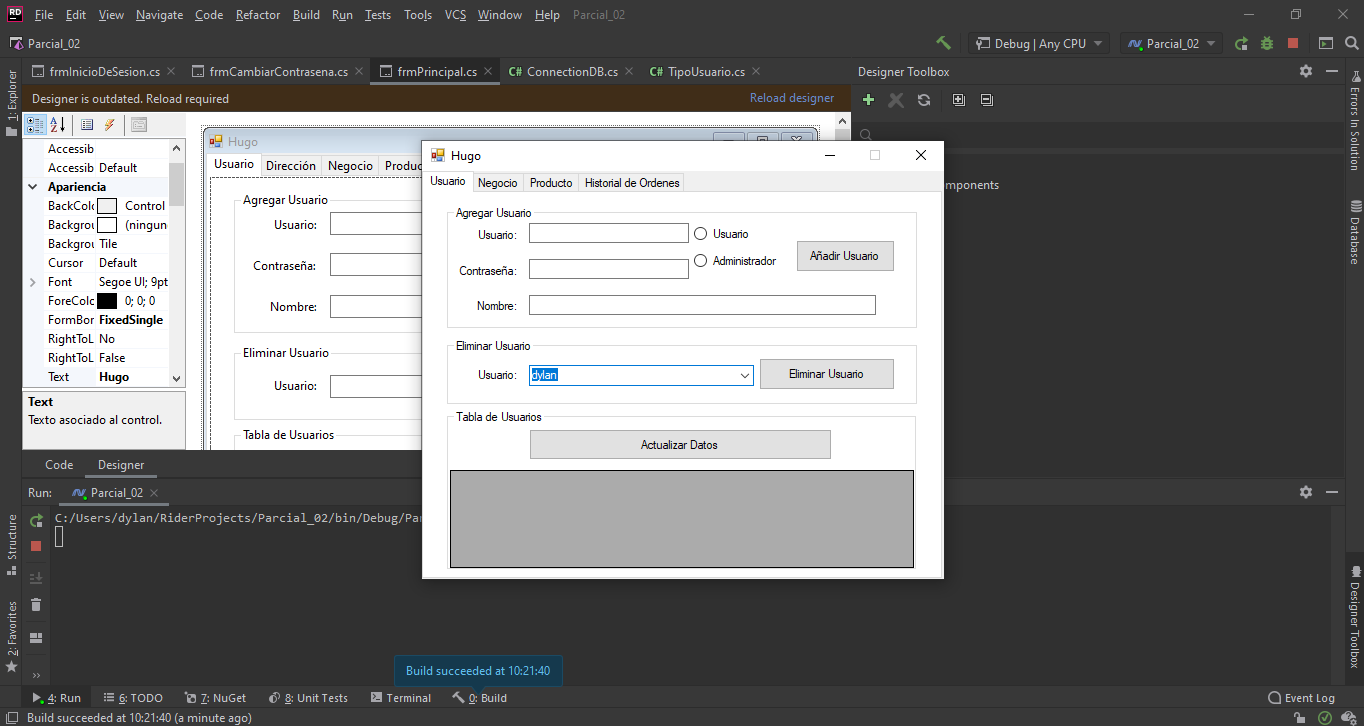 RD File Edit View Navigate Code Refactor Build Run Tests Tools VCS Window Help Parcial_02
Parcial_02 Debug | Any CPU Parcial_02
1: Explorer
frmInicioDeSesion.cs frmCambiarContrasena.cs frmPrincipal.cs C# ConnectionDB.cs C# TipoUsuario.cs
Designer is outdated. Reload required Reload designer
Designer Toolbox
mponents
Errors In Solution
Database
Designer Toolbox
Accessib
Accessib Default
Apariencia
BackColo Control
Backgrou (ningun
Backgrou Tile
Cursor Default
Font Segoe UI; 9pt
ForeColo 0; 0; 0
FormBor FixedSingle
RightToL No
RightToL False
Text Hugo
Text
Texto asociado al control.
Hugo
Usuario Dirección Negocio Produc
Agregar Usuario
Usuario:
Contraseña:
Nombre:
Eliminar Usuario
Usuario:
Tabla de Usuarios
Hugo
Usuario Negocio Producto Historial de Ordenes
Agregar Usuario
Usuario: Usuario
Contraseña: Administrador Añadir Usuario
Nombre:
Eliminar Usuario
Usuario: dylan Eliminar Usuario
Tabla de Usuarios
Actualizar Datos
Code Designer
Run: Parcial_02
C:/Users/dylan/RiderProjects/Parcial_02/bin/Debug/Pa
Structure
2: Favorites
Build succeeded at 10:21:40
4: Run 6: TODO 7: NuGet 8: Unit Tests Terminal 0: Build Event Log
Build succeeded at 10:21:40 (a minute ago)